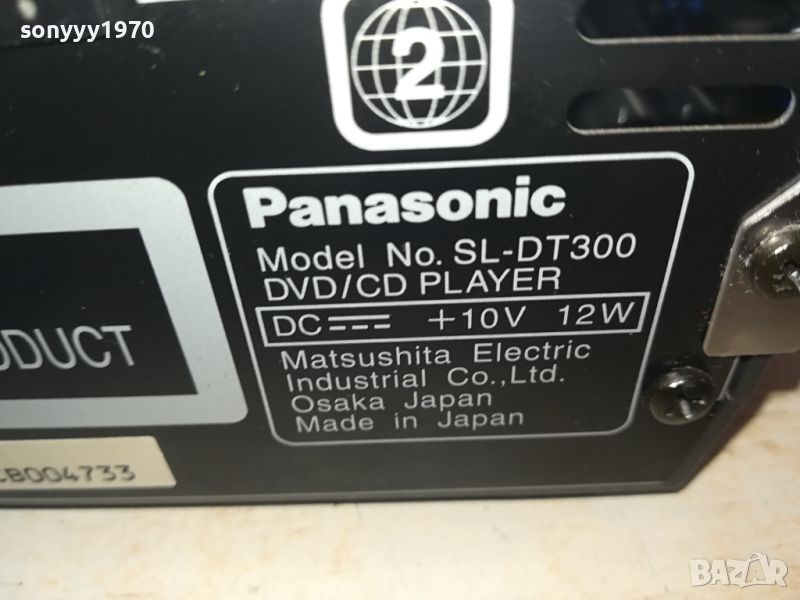 sonyyy1970
2
Panasonic
Model No. SL-DT300
DVD/CD PLAYER
DC +10V 12W
Matsushita Electric
Industrial Co.,Ltd.
Osaka Japan
Made in Japan
B004733
BAZAR